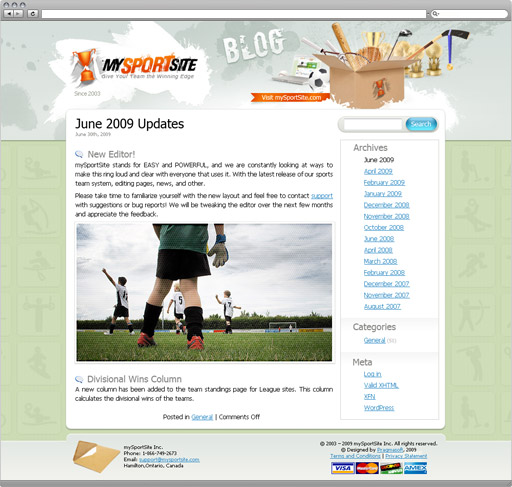 BLOG
MYSPORTSITE
Give Your Team the Winning Edge
Since 2003
Visit mySportSite.com
June 2009 Updates
June 30th, 2009
Search
New Editor!
mySportSite stands for EASY and POWERFUL, and we are constantly looking at ways
to make this ring loud and clear with everyone that uses it. With the latest release of our sports
team system, editing pages, news, and other.
Please take time to familiarize yourself with the new layout and feel free to contact support
with suggestions or bug reports! We will be tweaking the editor over the next few months
and appreciate the feedback.
Divisional Wins Column
A new column has been added to the team standings page for League sites. This column
calculates the divisional wins of the teams.
Posted in General | Comments Off
Archives
June 2009
April 2009
February 2009
January 2009
December 2008
November 2008
October 2008
June 2008
April 2008
March 2008
February 2008
December 2007
November 2007
August 2007
Categories
General
Meta
Log in
Valid XHTML
XFN
WordPress
mySportSite Inc.
Phone: 1-866-749-2673
Email: support@mysportsite.com
Hamilton, Ontario, Canada
© 2003 - 2009 mySportSite Inc. All rights reserved.
© Designed by Pragmasoft, 2009
Terms and Conditions | Privacy Statement
VISA
MasterCard
AMEX